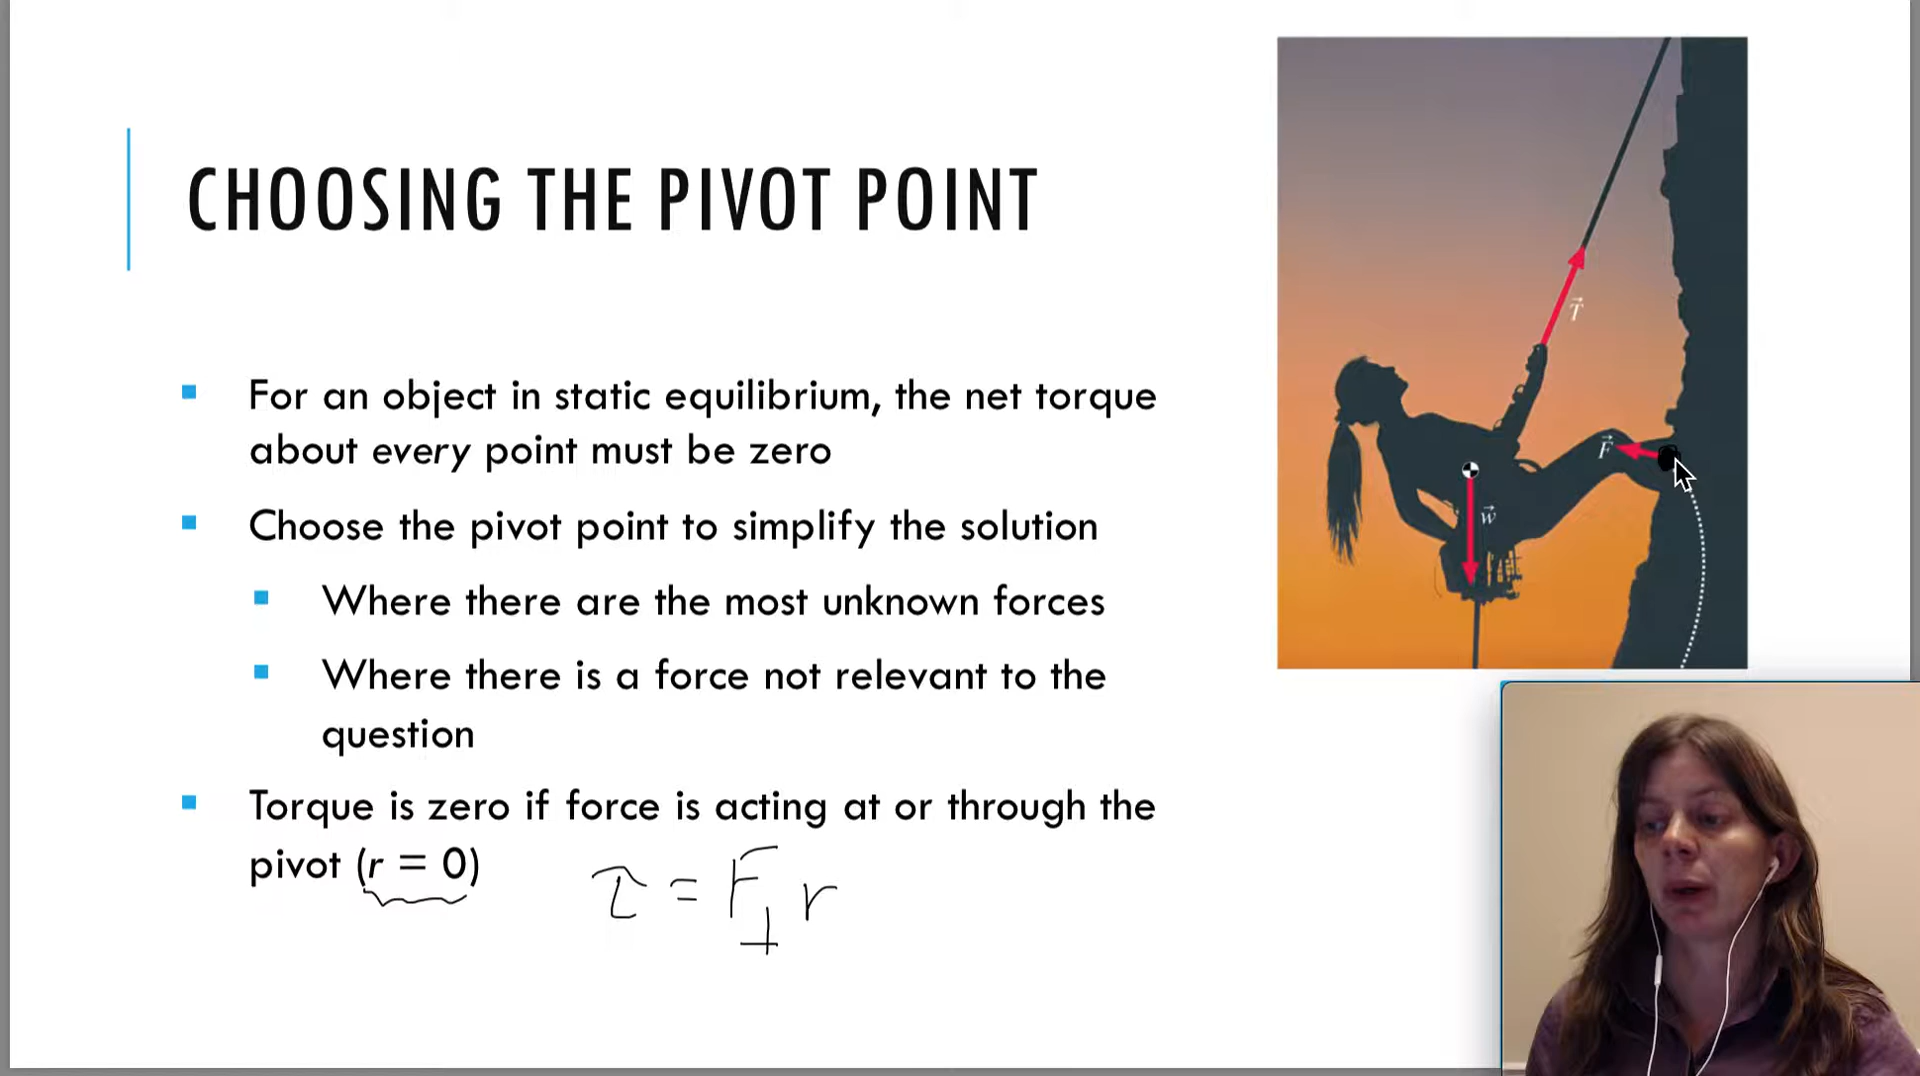 CHOOSING THE PIVOT POINT
For an object in static equilibrium, the net torque
about every point must be zero
Choose the pivot point to simplify the solution
Where there are the most unknown forces
Where there is a force not relevant to the
question
Torque is zero if force is acting at or through the
pivot (r = 0)
τ = F⊥ r
T⃗
F⃗
w⃗